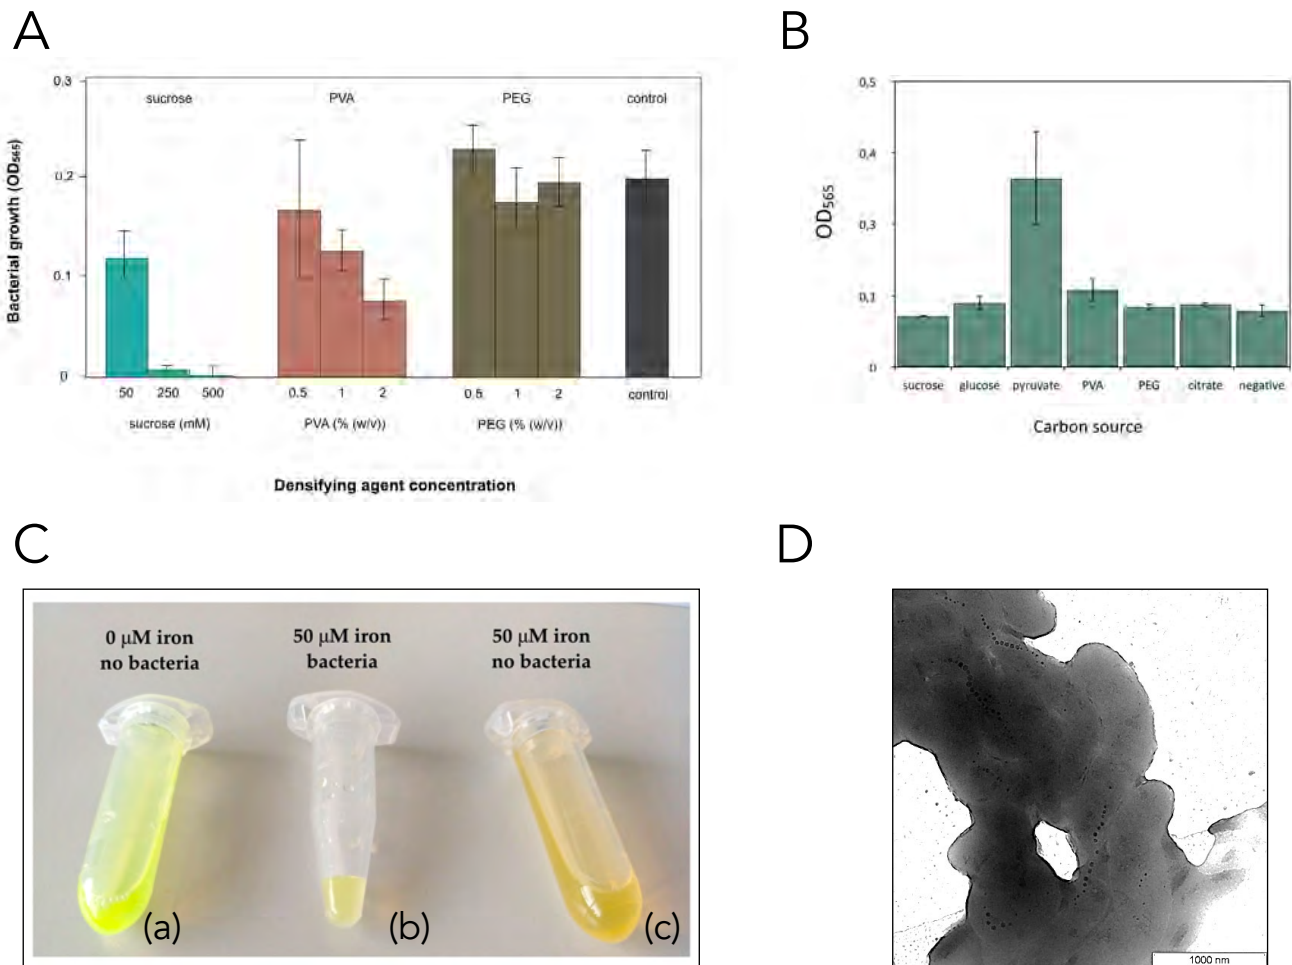 A
0,3
0,2
0,1
0
Bacterial growth (OD₅₆₅)
sucrose PVA PEG control
50 250 500 0.5 1 2 0.5 1 2 control
sucrose (mM) PVA (% (w/v)) PEG (% (w/v))
Densifying agent concentration
B
0,5
0,4
0,3
0,1
0
OD₅₆₅
sucrose glucose pyruvate PVA PEG citrate negative
Carbon source
C
0 μM iron
no bacteria
50 μM iron
bacteria
50 μM iron
no bacteria
(a) (b) (c)
D
1000 nm